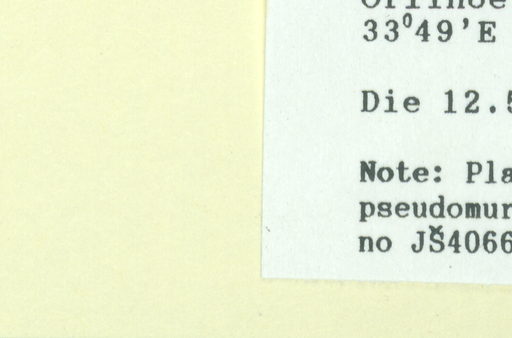 33°49'E
Die 12.5
Note: Pla
pseudomur
no JŠ4066